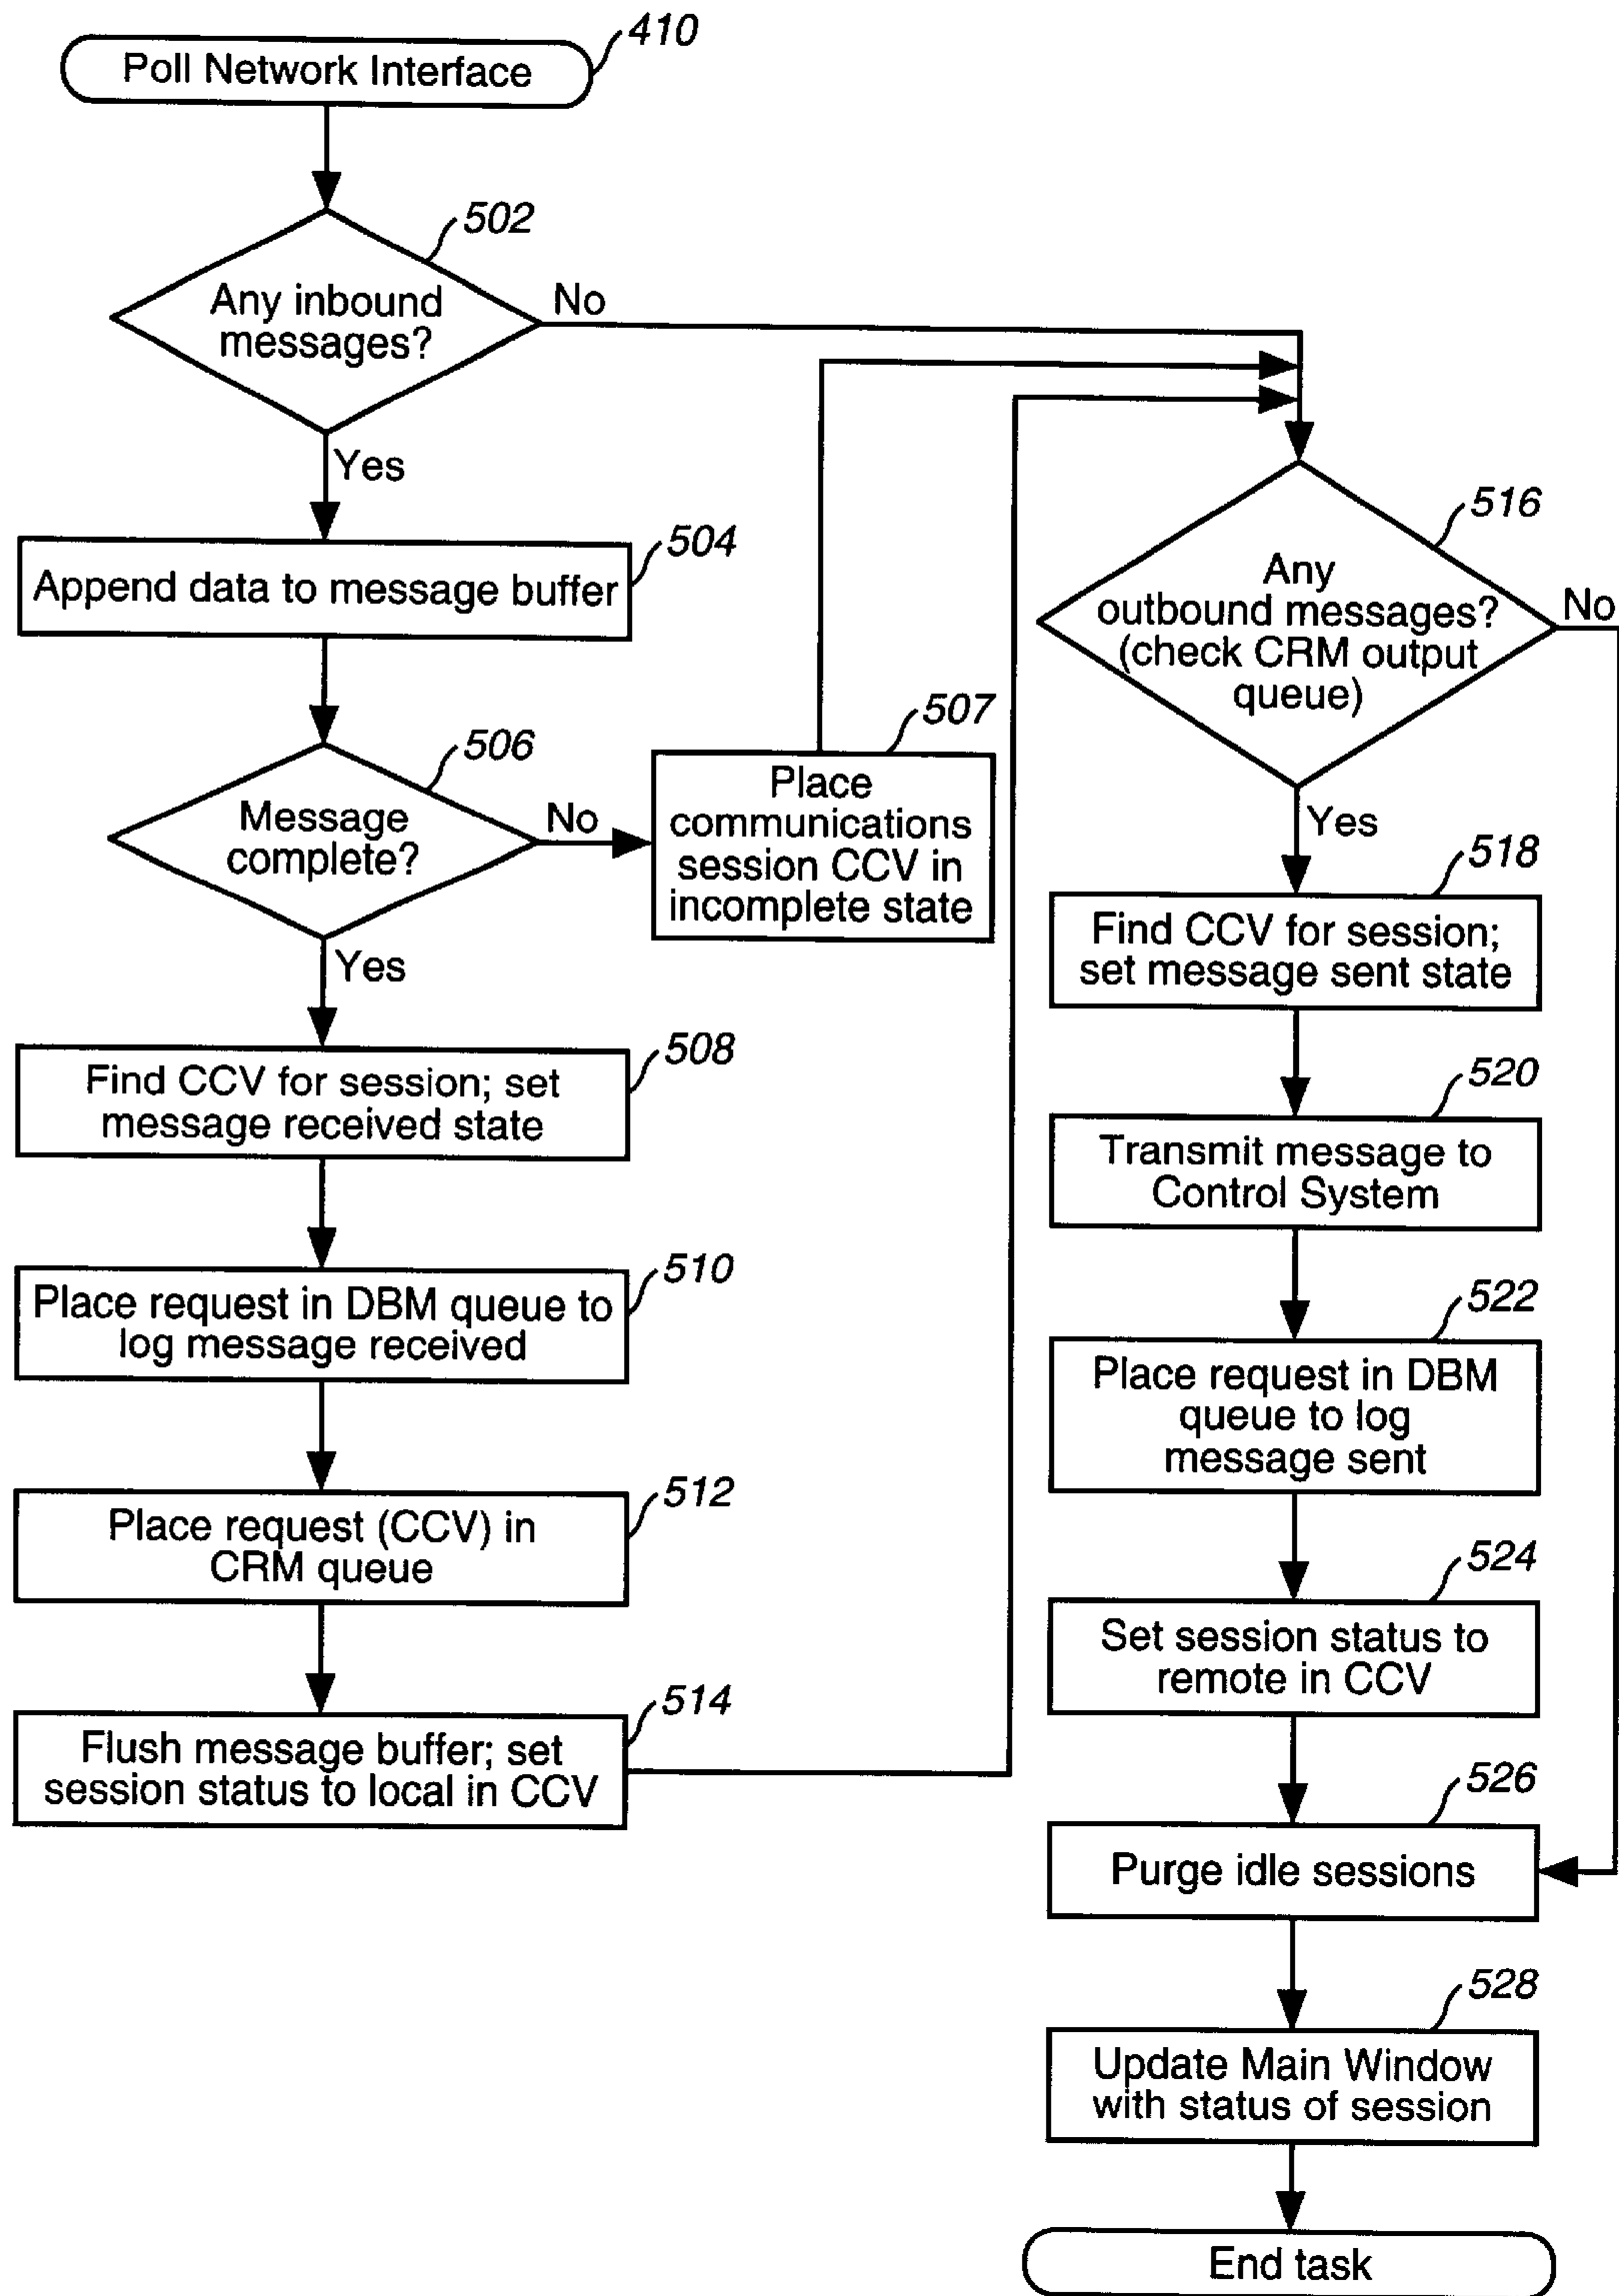 410
Poll Network Interface
502
Any inbound
messages?
No
Yes
504
Append data to message buffer
506
Message
complete?
No
507
Place
communications
session CCV in
incomplete state
Yes
508
Find CCV for session; set
message received state
510
Place request in DBM queue to
log message received
512
Place request (CCV) in
CRM queue
514
Flush message buffer; set
session status to local in CCV
516
Any
outbound messages?
(check CRM output
queue)
No
Yes
518
Find CCV for session;
set message sent state
520
Transmit message to
Control System
522
Place request in DBM
queue to log
message sent
524
Set session status to
remote in CCV
526
Purge idle sessions
528
Update Main Window
with status of session
End task